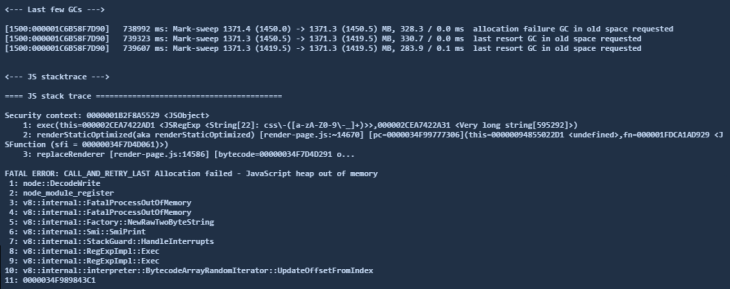 <--- Last few GCs --->
[1500:000001C6B58F7D90]   738992 ms: Mark-sweep 1371.4 (1450.0) -> 1371.3 (1450.5) MB, 328.3 / 0.0 ms  allocation failure GC in old space requested
[1500:000001C6B58F7D90]   739323 ms: Mark-sweep 1371.3 (1450.5) -> 1371.3 (1419.5) MB, 330.7 / 0.0 ms  last resort GC in old space requested
[1500:000001C6B58F7D90]   739607 ms: Mark-sweep 1371.3 (1419.5) -> 1371.3 (1419.5) MB, 283.9 / 0.1 ms  last resort GC in old space requested
<--- JS stacktrace --->
==== JS stack trace =========================================
Security context: 0000001B2F8A5529 <JSObject>
    1: exec(this=000002CEA7422AD1 <JSRegExp <String[22]: css\-([a-zA-Z0-9\-_]+)>>,000002CEA7422A31 <Very long string[595292]>)
    2: renderStaticOptimized(aka renderStaticOptimized) [render-page.js:~14670] [pc=0000034F99777306](this=00000094855022D1 <undefined>,fn=000001FDCA1AD929 <J
SFunction (sfi = 0000034F7D4D061)>)
    3: replaceRenderer [render-page.js:14586] [bytecode=0000034F7D4D291 o...
FATAL ERROR: CALL_AND_RETRY_LAST Allocation failed - JavaScript heap out of memory
 1: node::DecodeWrite
 2: node_module_register
 3: v8::internal::FatalProcessOutOfMemory
 4: v8::internal::FatalProcessOutOfMemory
 5: v8::internal::Factory::NewRawTwoByteString
 6: v8::internal::Smi::SmiPrint
 7: v8::internal::StackGuard::HandleInterrupts
 8: v8::internal::RegExpImpl::Exec
 9: v8::internal::RegExpImpl::Exec
10: v8::internal::interpreter::BytecodeArrayRandomIterator::UpdateOffsetFromIndex
11: 0000034F989843C1